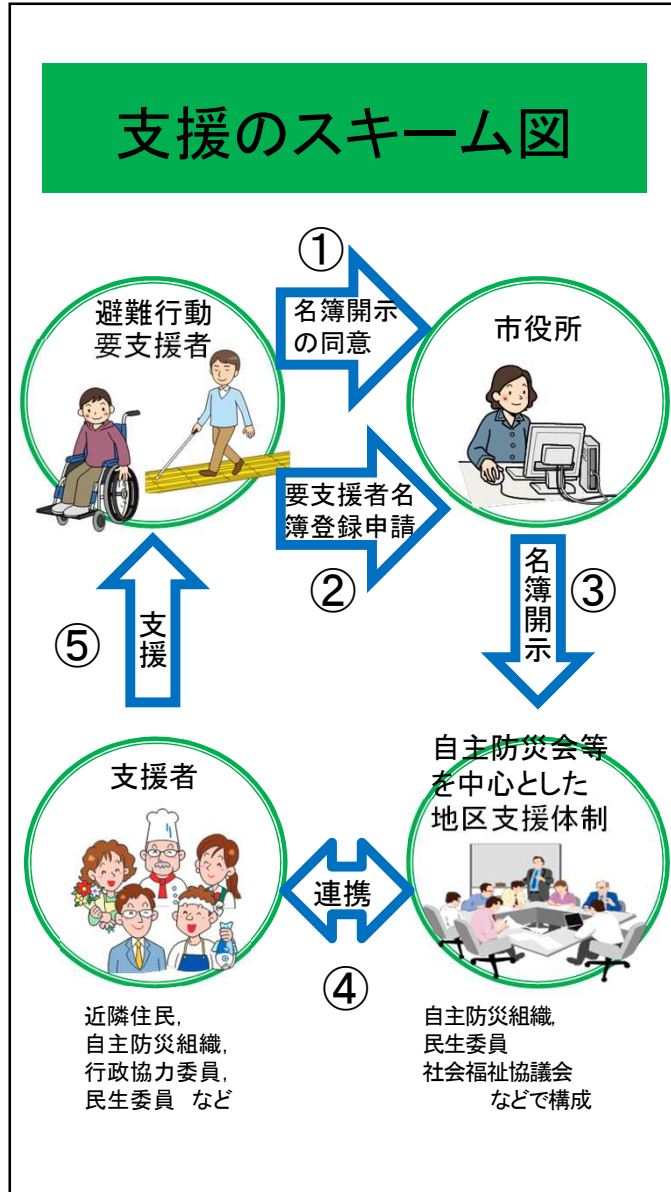 支援のスキーム図
①
避難行動
要支援者
名簿開示
の同意
市役所
要支援者名
簿登録申請
②
名簿開示
③
⑤
支援
支援者
自主防災会等
を中心とした
地区支援体制
連携
④
近隣住民，
自主防災組織，
行政協力委員，
民生委員　など
自主防災組織，
民生委員
社会福祉協議会
などで構成